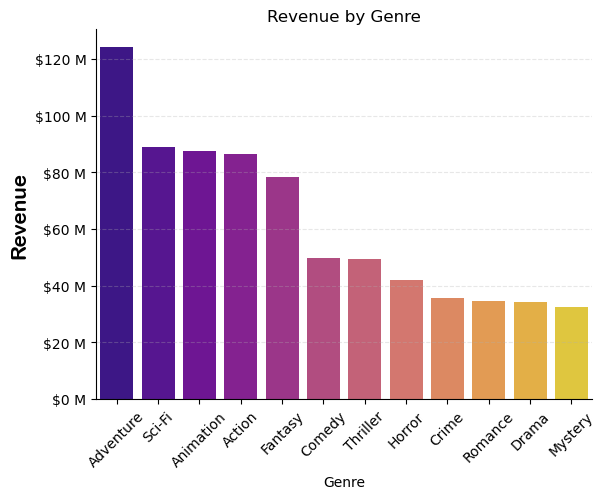 Revenue by Genre
Revenue
$120 M
$100 M
$80 M
$60 M
$40 M
$20 M
$0 M
Adventure
Sci-Fi
Animation
Action
Fantasy
Comedy
Thriller
Horror
Crime
Romance
Drama
Mystery
Genre